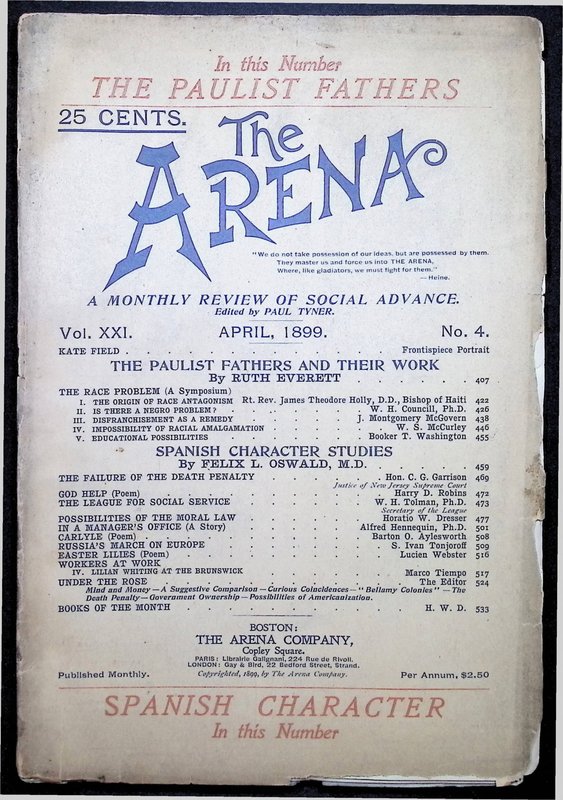 In this Number
THE PAULIST FATHERS
25 CENTS.
The
ARENA
"We do not take possession of our ideas, but are possessed by them.
They master us and force us into THE ARENA,
Where, like gladiators, we must fight for them."
—Heine.
A MONTHLY REVIEW OF SOCIAL ADVANCE.
Edited by PAUL TYNER.
Vol. XXI. APRIL, 1899. No. 4.
KATE FIELD . . . . . . . . . . Frontispiece Portrait
THE PAULIST FATHERS AND THEIR WORK
By RUTH EVERETT . . . . . . 407
THE RACE PROBLEM (A Symposium)
I. THE ORIGIN OF RACE ANTAGONISM Rt. Rev. James Theodore Holly, D.D., Bishop of Haiti 422
II. IS THERE A NEGRO PROBLEM? . . . . . W. H. Councill, Ph.D. 426
III. DISFRANCHISEMENT AS A REMEDY . . . . J. Montgomery McGovern 438
IV. IMPOSSIBILITY OF RACIAL AMALGAMATION . . . . W. S. McCurley 446
V. EDUCATIONAL POSSIBILITIES . . . . . Booker T. Washington 455
SPANISH CHARACTER STUDIES
By FELIX L. OSWALD, M.D. . . . . . 459
THE FAILURE OF THE DEATH PENALTY . . . . Hon. C. G. Garrison 469
Justice of New Jersey Supreme Court
GOD HELP (Poem) . . . . . . . Harry D. Robins 472
THE LEAGUE FOR SOCIAL SERVICE . . . . W. H. Tolman, Ph.D. 473
Secretary of the League
POSSIBILITIES OF THE MORAL LAW . . . . Horatio W. Dresser 477
IN A MANAGER'S OFFICE (A Story) . . . . Alfred Hennequin, Ph.D. 501
CARLYLE (Poem) . . . . . . . Barton O. Aylesworth 508
RUSSIA'S MARCH ON EUROPE . . . . . S. Ivan Tonjoroff 509
EASTER LILIES (Poem) . . . . . . Lucien Webster 516
WORKERS AT WORK
IV. LILIAN WHITING AT THE BRUNSWICK . . . . Marco Tiempo 517
UNDER THE ROSE . . . . . . . The Editor 524
Mind and Money—A Suggestive Comparison—Curious Coincidences—"Bellamy Colonies"—The
Death Penalty—Government Ownership—Possibilities of Americanization.
BOOKS OF THE MONTH . . . . . . . H. W. D. 533
BOSTON:
THE ARENA COMPANY,
Copley Square.
PARIS: Librairie Galignani, 224 Rue de Rivoli.
LONDON: Gay & Bird, 22 Bedford Street, Strand.
Published Monthly. Copyrighted, 1899, by The Arena Company. Per Annum, $2.50
SPANISH CHARACTER
In this Number